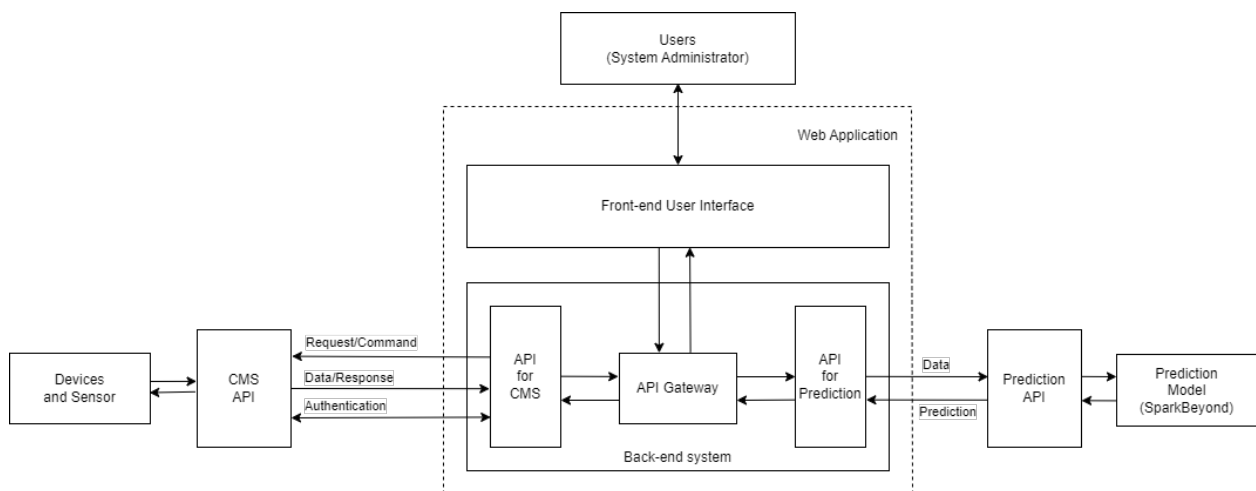 Users
(System Administrator)
Web Application
Front-end User Interface
Request/Command
Data/Response
Authentication
Devices
and Sensor
CMS
API
API
for
CMS
API Gateway
API
for
Prediction
Data
Prediction
Prediction
API
Prediction
Model
(SparkBeyond)
Back-end system